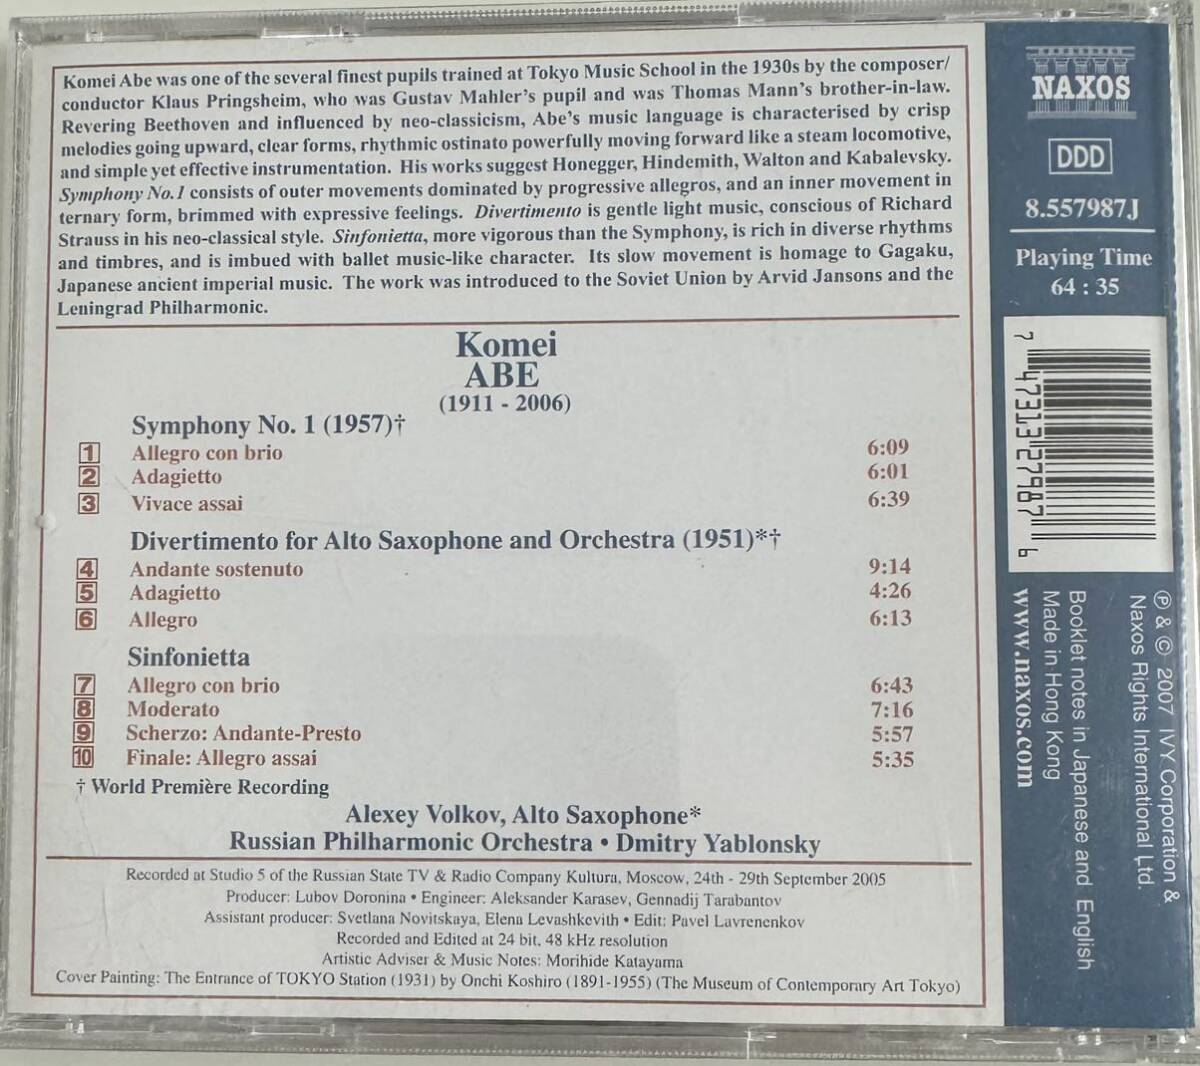 Komei Abe was one of the several finest pupils trained at Tokyo Music School in the 1930s by the composer/
conductor Klaus Pringsheim, who was Gustav Mahler's pupil and was Thomas Mann's brother-in-law.
Revering Beethoven and influenced by neo-classicism, Abe's music language is characterised by crisp
melodies going upward, clear forms, rhythmic ostinato powerfully moving forward like a steam locomotive,
and simple yet effective instrumentation. His works suggest Honegger, Hindemith, Walton and Kabalevsky.
Symphony No.1 consists of outer movements dominated by progressive allegros, and an inner movement in
ternary form, brimmed with expressive feelings. Divertimento is gentle light music, conscious of Richard
Strauss in his neo-classical style. Sinfonietta, more vigorous than the Symphony, is rich in diverse rhythms
and timbres, and is imbued with ballet music-like character. Its slow movement is homage to Gagaku,
Japanese ancient imperial music. The work was introduced to the Soviet Union by Arvid Jansons and the
Leningrad Philharmonic.
Komei
ABE
(1911 - 2006)
Symphony No. 1 (1957)†
1 Allegro con brio 6:09
2 Adagietto 6:01
3 Vivace assai 6:39
Divertimento for Alto Saxophone and Orchestra (1951)*†
4 Andante sostenuto 9:14
5 Adagietto 4:26
6 Allegro 6:13
Sinfonietta
7 Allegro con brio 6:43
8 Moderato 7:16
9 Scherzo: Andante-Presto 5:57
10 Finale: Allegro assai 5:35
† World Première Recording
Alexey Volkov, Alto Saxophone*
Russian Philharmonic Orchestra • Dmitry Yablonsky
Recorded at Studio 5 of the Russian State TV & Radio Company Kultura, Moscow, 24th - 29th September 2005
Producer: Lubov Doronina • Engineer: Aleksander Karasev, Gennadij Tarabantov
Assistant producer: Svetlana Novitskaya, Elena Levashkevith • Edit: Pavel Lavrenenkov
Recorded and Edited at 24 bit, 48 kHz resolution
Artistic Adviser & Music Notes: Morihide Katayama
Cover Painting: The Entrance of TOKYO Station (1931) by Onchi Koshiro (1891-1955) (The Museum of Contemporary Art Tokyo)
NAXOS
DDD
8.557987J
Playing Time
64 : 35
7 47313 27987 6
℗ & © 2007 IVY Corporation &
Naxos Rights International Ltd.
Booklet notes in Japanese and English
Made in Hong Kong
www.naxos.com